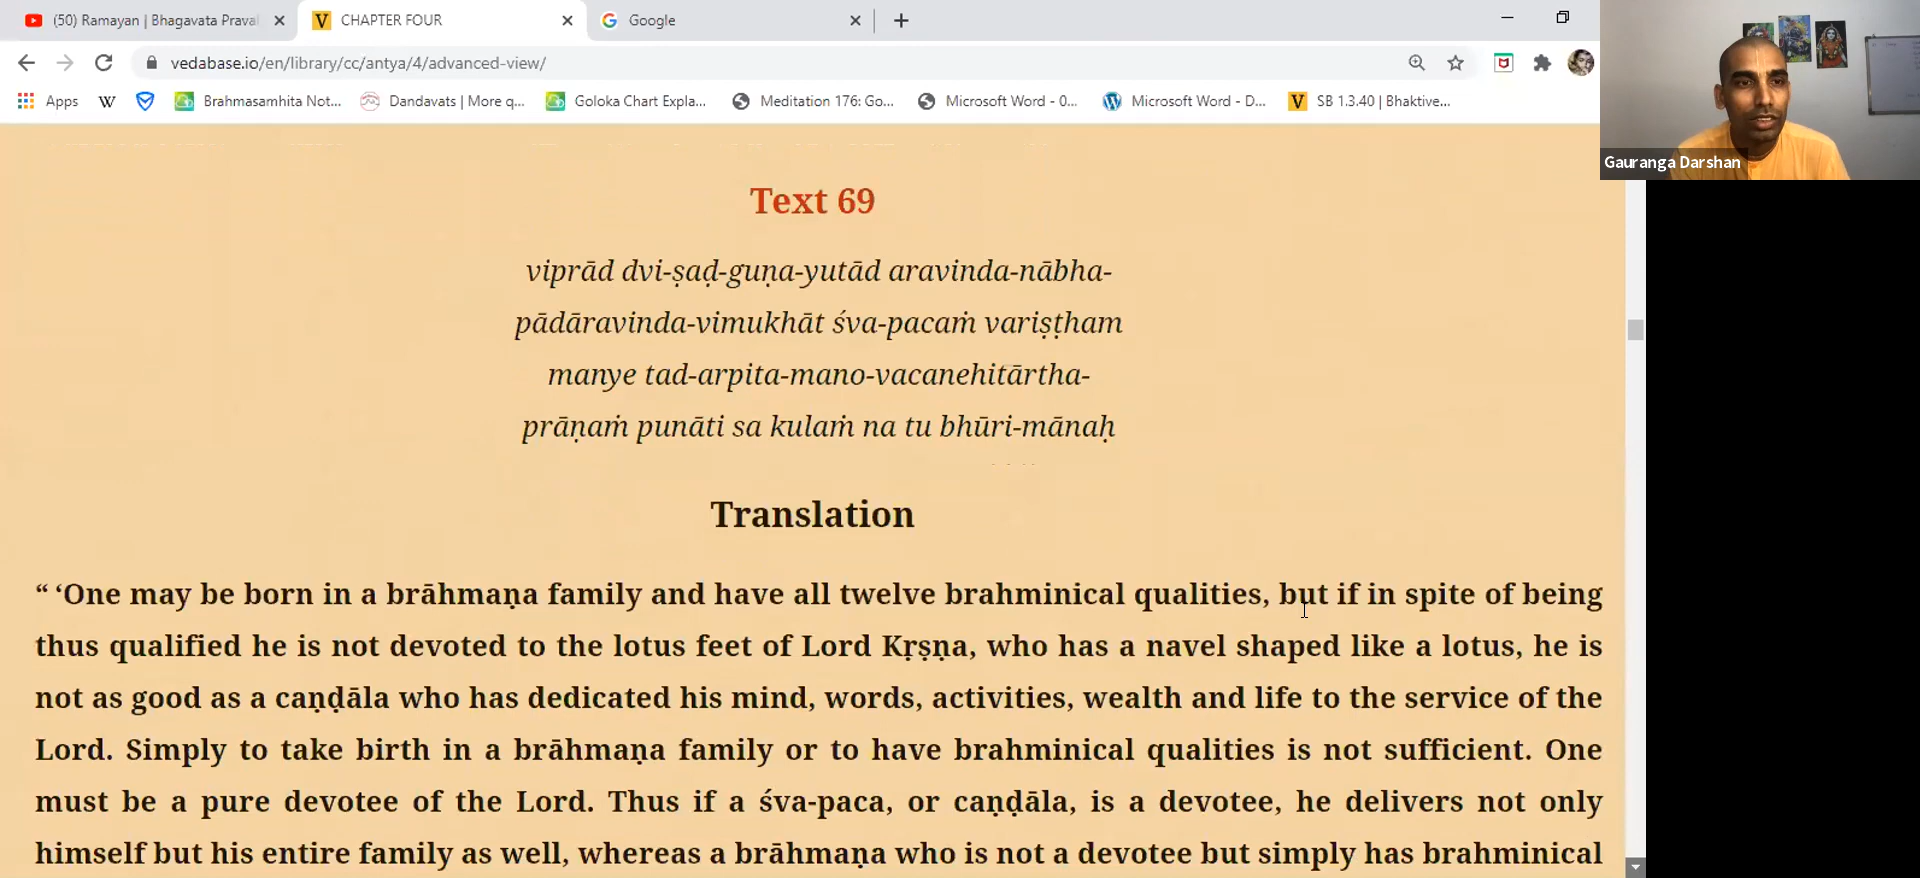 (50) Ramayan | Bhagavata Praval
CHAPTER FOUR
Google
vedabase.io/en/library/cc/antya/4/advanced-view/
Apps
Brahmasamhita Not...
Dandavats | More q...
Goloka Chart Expla...
Meditation 176: Go...
Microsoft Word - 0...
Microsoft Word - D...
SB 1.3.40 | Bhaktive...
Gauranga Darshan
Text 69
viprād dvi-ṣaḍ-guṇa-yutād aravinda-nābha-
pādāravinda-vimukhāt śva-pacaṁ variṣṭham
manye tad-arpita-mano-vacanehitārtha-
prāṇaṁ punāti sa kulaṁ na tu bhūri-mānaḥ
Translation
“ ‘One may be born in a brāhmaṇa family and have all twelve brahminical qualities, but if in spite of being
thus qualified he is not devoted to the lotus feet of Lord Kṛṣṇa, who has a navel shaped like a lotus, he is
not as good as a caṇḍāla who has dedicated his mind, words, activities, wealth and life to the service of the
Lord. Simply to take birth in a brāhmaṇa family or to have brahminical qualities is not sufficient. One
must be a pure devotee of the Lord. Thus if a śva-paca, or caṇḍāla, is a devotee, he delivers not only
himself but his entire family as well, whereas a brāhmaṇa who is not a devotee but simply has brahminical